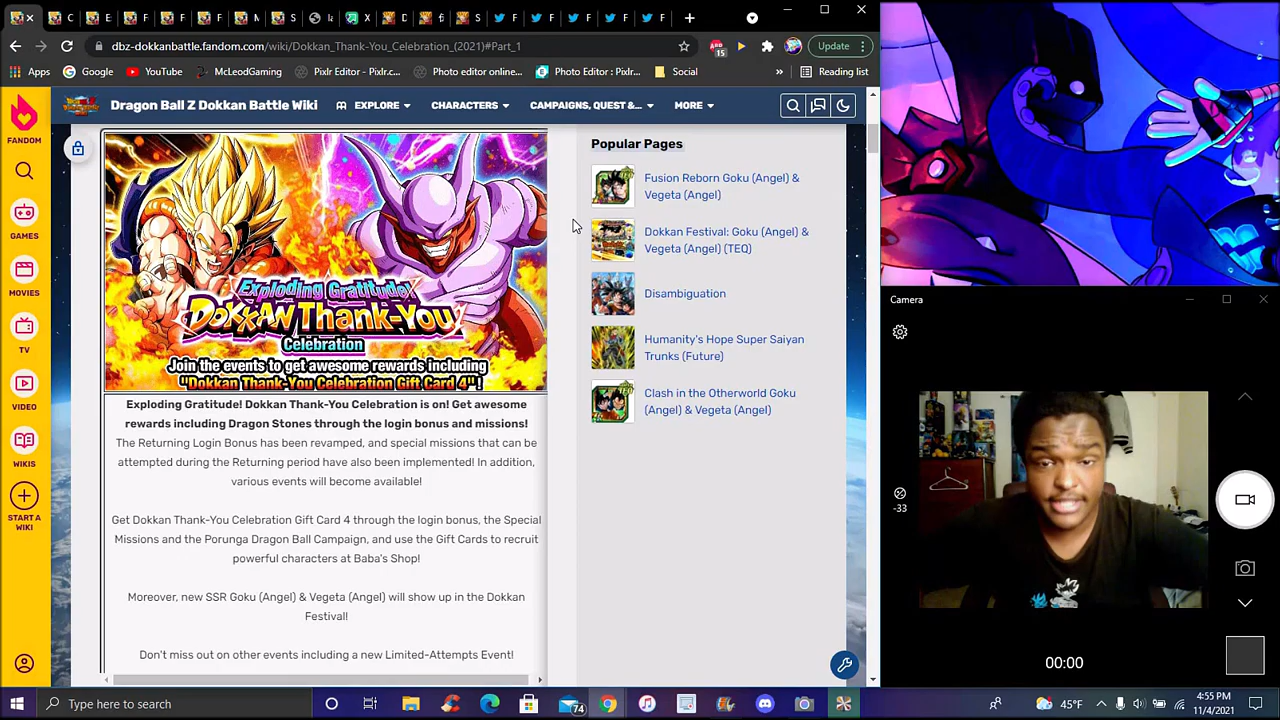 Update
dbz-dokkanbattle.fandom.com/wiki/Dokkan_Thank-You_Celebration_(2021)#Part_1
15
Apps
Google
YouTube
McLeodGaming
Pixlr Editor - Pixlr.c...
Photo online editor...
Photo Editor : Pixlr...
Social
»
Reading list
FANDOM
GAMES
MOVIES
TV
VIDEO
WIKIS
START A
WIKI
Dragon Ball Z Dokkan Battle Wiki
EXPLORE
CHARACTERS
CAMPAIGNS, QUEST &...
MORE
Exploding Gratitude!
DOKKAN THANK-YOU
Celebration
Join the events to get awesome rewards including
"Dokkan Thank-You Celebration Gift Card 4"!
Exploding Gratitude! Dokkan Thank-You Celebration is on! Get awesome
rewards including Dragon Stones through the login bonus and missions!
The Returning Login Bonus has been revamped, and special missions that can be
attempted during the Returning period have also been implemented! In addition,
various events will become available!
Get Dokkan Thank-You Celebration Gift Card 4 through the login bonus, the Special
Missions and the Porunga Dragon Ball Campaign, and use the Gift Cards to recruit
powerful characters at Baba's Shop!
Moreover, new SSR Goku (Angel) & Vegeta (Angel) will show up in the Dokkan
Festival!
Don't miss out on other events including a new Limited-Attempts Event!
Popular Pages
Fusion Reborn Goku (Angel) &
Vegeta (Angel)
Dokkan Festival: Goku (Angel) &
Vegeta (Angel) (TEQ)
Disambiguation
Humanity's Hope Super Saiyan
Trunks (Future)
Clash in the Otherworld Goku
(Angel) & Vegeta (Angel)
Camera
-33
00:00
Type here to search
74
45°F
4:55 PM
11/4/2021